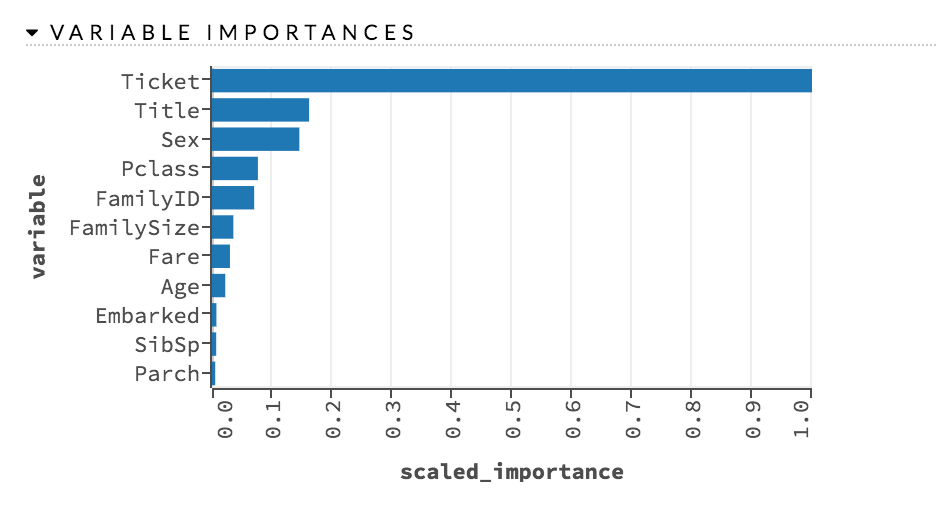 VARIABLE IMPORTANCES
variable
Ticket
Title
Sex
Pclass
FamilyID
FamilySize
Fare
Age
Embarked
SibSp
Parch
0.0 0.1 0.2 0.3 0.4 0.5 0.6 0.7 0.8 0.9 1.0
scaled_importance